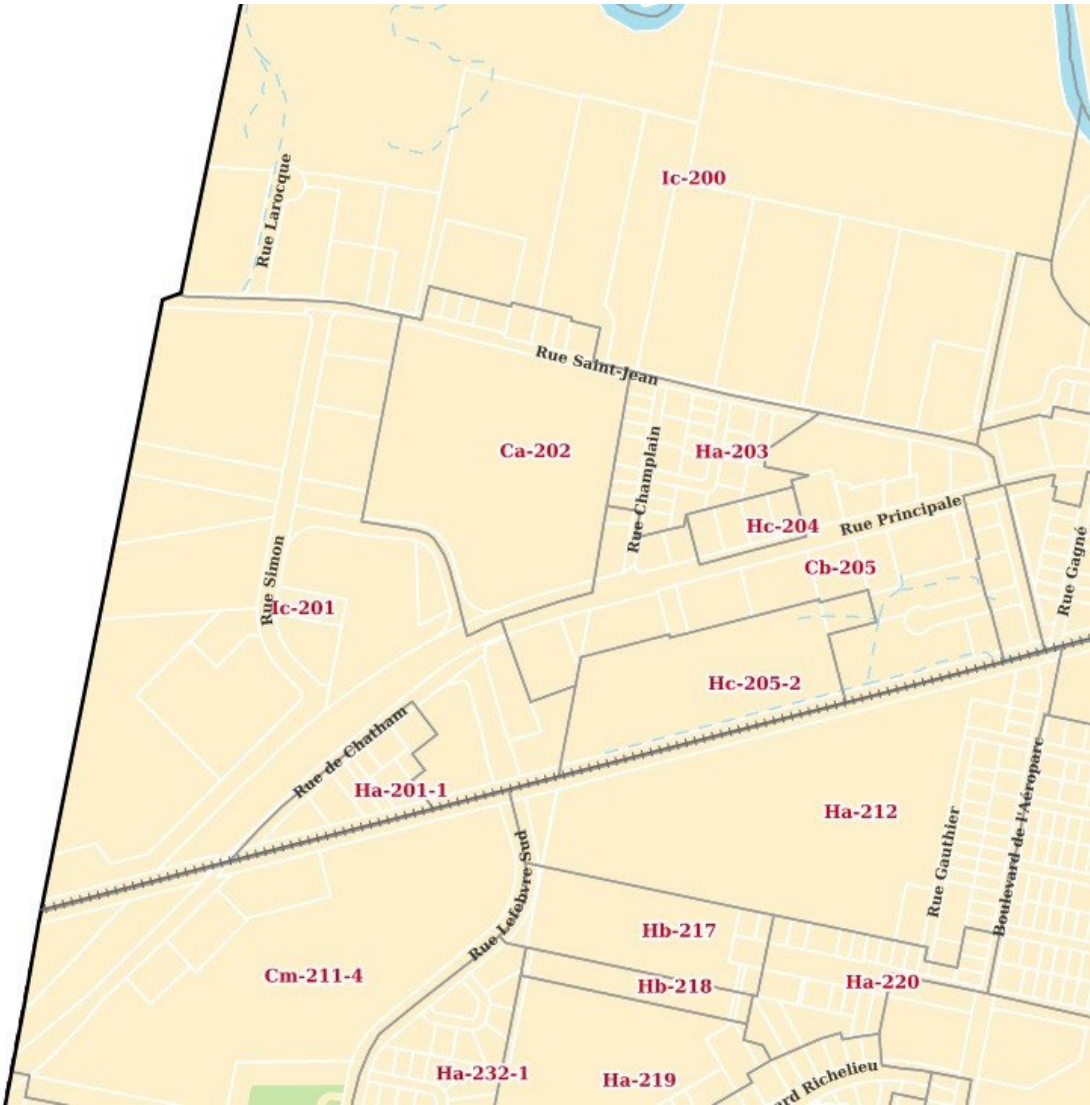 Ic-200
Rue Larocque
Rue Saint-Jean
Ca-202
Ha-203
Rue Champlain
Hc-204
Rue Principale
Cb-205
Rue Gagné
Rue Simon
Ic-201
Hc-205-2
Rue de Chatham
Ha-201-1
Ha-212
Boulevard de l'Aéroparc
Rue Gauthier
Rue Lefebvre Sud
Hb-217
Cm-211-4
Hb-218
Ha-220
Ha-232-1
Ha-219
ard Richelieu